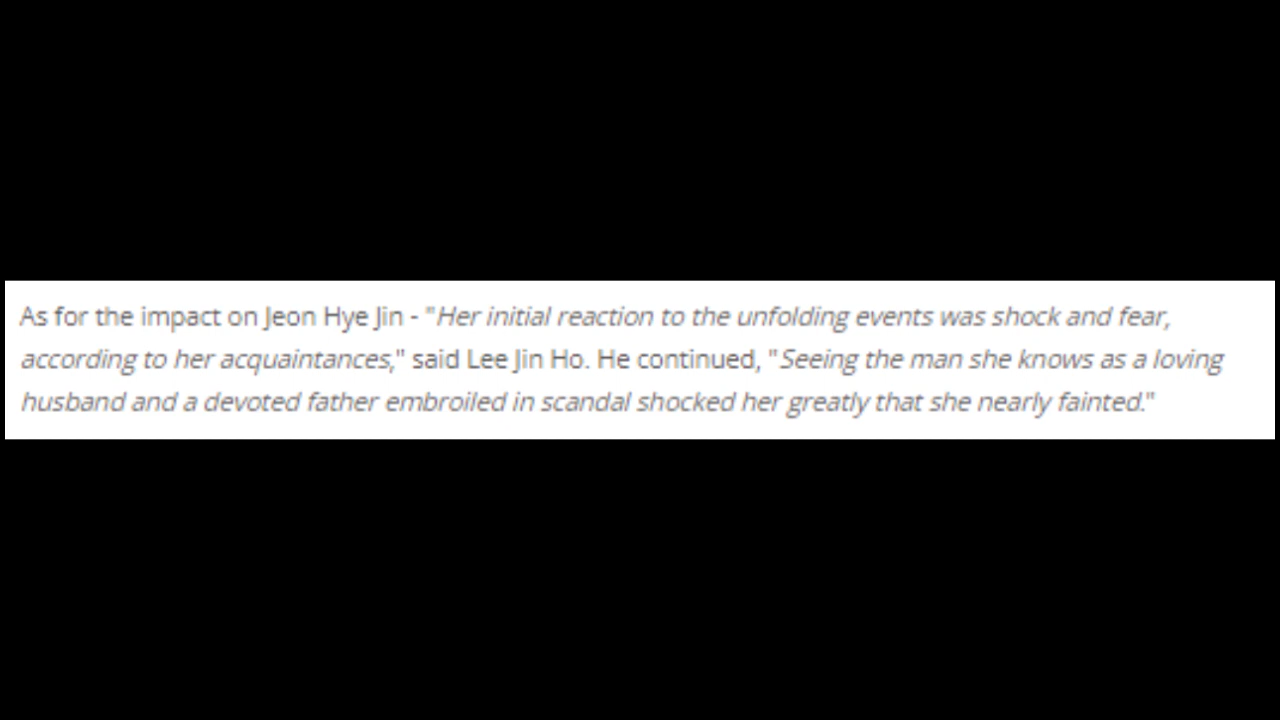 As for the impact on Jeon Hye Jin - "Her initial reaction to the unfolding events was shock and fear,
according to her acquaintances," said Lee Jin Ho. He continued, "Seeing the man she knows as a loving
husband and a devoted father embroiled in scandal shocked her greatly that she nearly fainted."